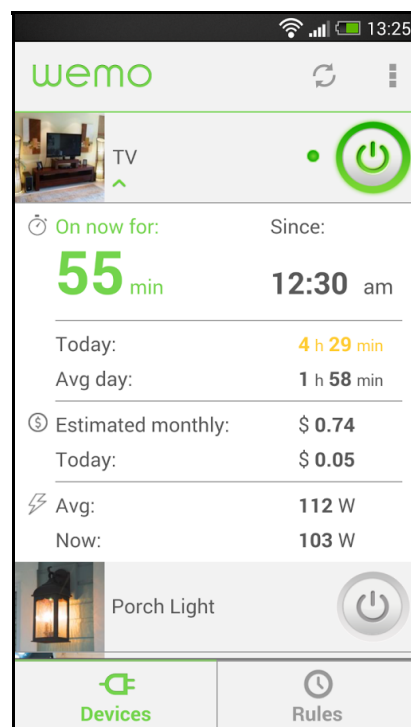 13:25
wemo
TV
On now for: Since:
55 min 12:30 am
Today: 4 h 29 min
Avg day: 1 h 58 min
Estimated monthly: $ 0.74
Today: $ 0.05
Avg: 112 W
Now: 103 W
Porch Light
Devices Rules